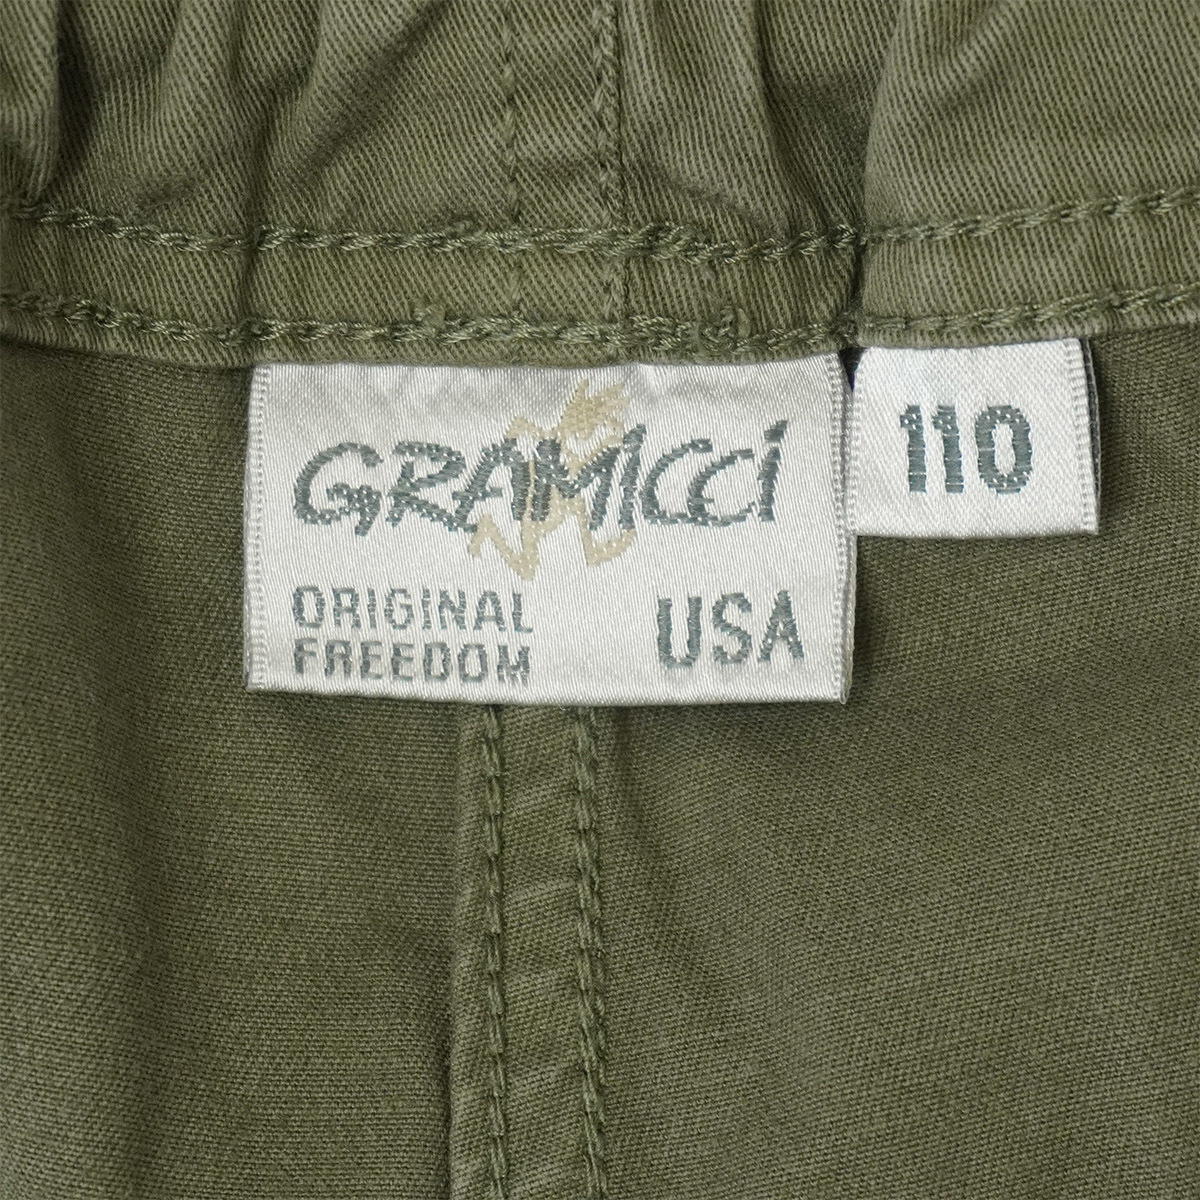 GRAMICCI
110
ORIGINAL
FREEDOM
USA